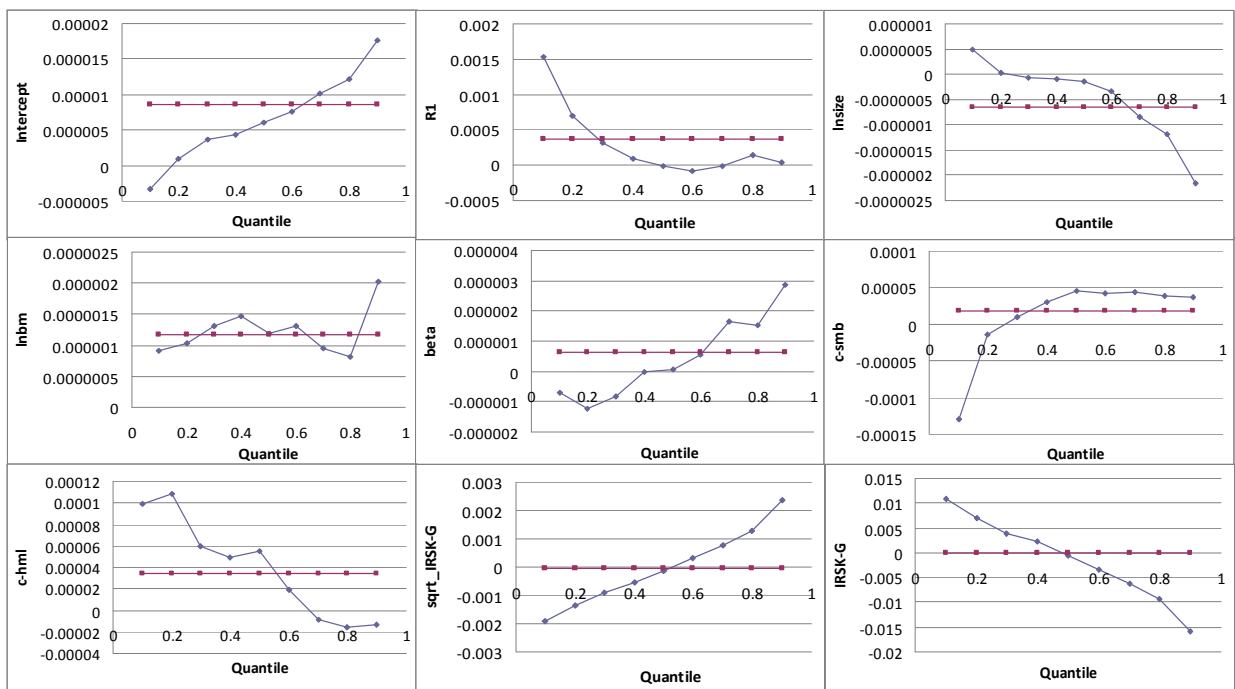 0.00002
0.000015
0.00001
0.000005
0
-0.000005
0 0.2 0.4 0.6 0.8 1
Intercept
Quantile
0.002
0.0015
0.001
0.0005
0
-0.0005
0 0.2 0.4 0.6 0.8 1
R1
Quantile
0.000001
0.0000005
0
-0.0000005
-0.000001
-0.0000015
-0.000002
-0.0000025
0 0.2 0.4 0.6 0.8 1
lnsize
Quantile
0.0000025
0.000002
0.0000015
0.000001
0.0000005
0
0 0.2 0.4 0.6 0.8 1
lnbm
Quantile
0.000004
0.000003
0.000002
0.000001
0
-0.000001
-0.000002
0 0.2 0.4 0.6 0.8 1
beta
Quantile
0.0001
0.00005
0
-0.00005
-0.0001
-0.00015
0 0.2 0.4 0.6 0.8 1
c-smb
Quantile
0.00012
0.0001
0.00008
0.00006
0.00004
0.00002
0
-0.00002
-0.00004
0 0.2 0.4 0.6 0.8 1
c-hml
Quantile
0.003
0.002
0.001
0
-0.001
-0.002
-0.003
0 0.2 0.4 0.6 0.8 1
sqrt_IRSK-G
Quantile
0.015
0.01
0.005
0
-0.005
-0.01
-0.015
-0.02
0 0.2 0.4 0.6 0.8 1
IRSK-G
Quantile